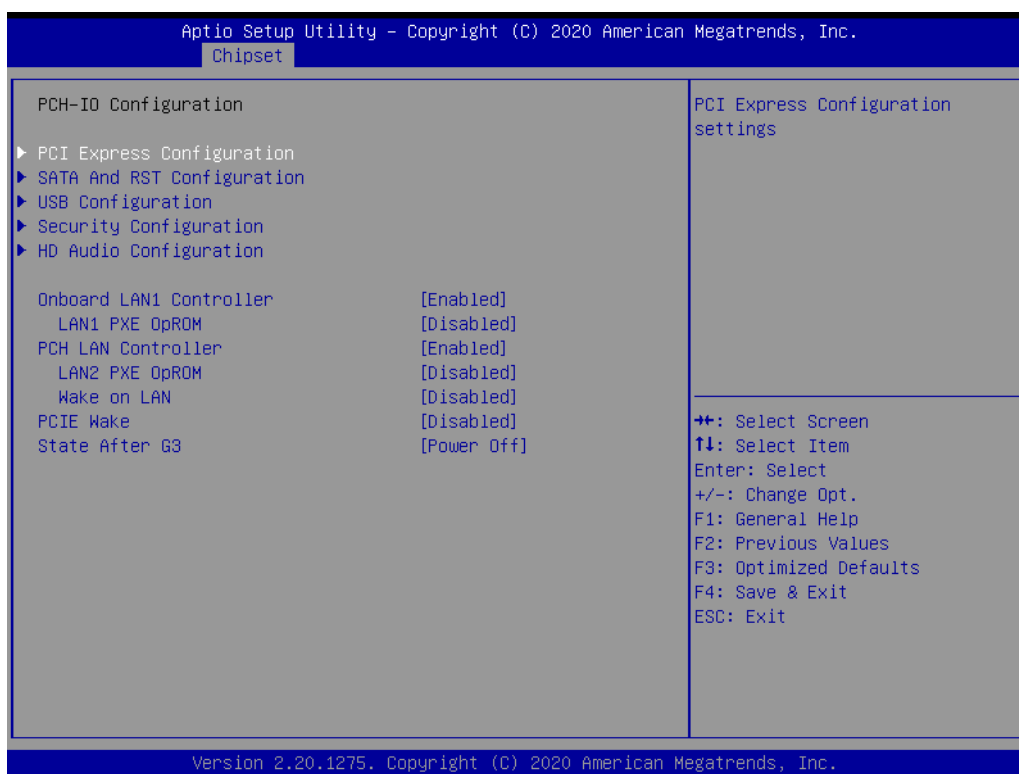 Aptio Setup Utility – Copyright (C) 2020 American Megatrends, Inc.
Chipset
PCH-IO Configuration
PCI Express Configuration
SATA And RST Configuration
USB Configuration
Security Configuration
HD Audio Configuration
Onboard LAN1 Controller [Enabled]
LAN1 PXE OpROM [Disabled]
PCH LAN Controller [Enabled]
LAN2 PXE OpROM [Disabled]
Wake on LAN [Disabled]
PCIE Wake [Disabled]
State After G3 [Power Off]
PCI Express Configuration
settings
→←: Select Screen
↑↓: Select Item
Enter: Select
+/-: Change Opt.
F1: General Help
F2: Previous Values
F3: Optimized Defaults
F4: Save & Exit
ESC: Exit
Version 2.20.1275. Copyright (C) 2020 American Megatrends, Inc.